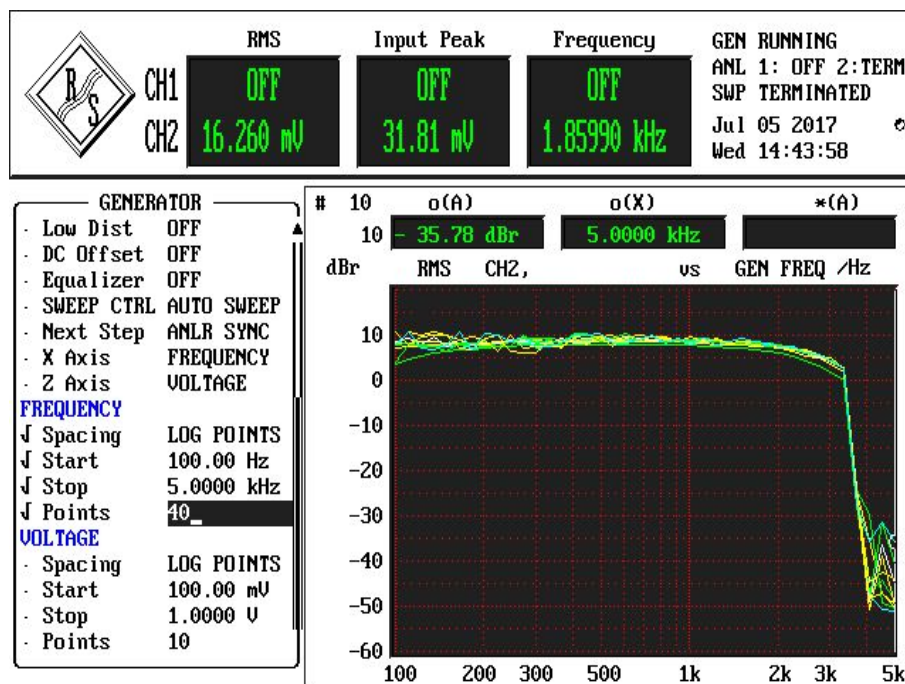 RMS Input Peak Frequency
R S
CH1 OFF OFF OFF
CH2 16.260 mV 31.81 mV 1.85990 kHz
GEN RUNNING
ANL 1: OFF 2:TERM
SWP TERMINATED
Jul 05 2017
Wed 14:43:58
GENERATOR
· Low Dist OFF
· DC Offset OFF
· Equalizer OFF
· SWEEP CTRL AUTO SWEEP
· Next Step ANLR SYNC
· X Axis FREQUENCY
· Z Axis VOLTAGE
FREQUENCY
√ Spacing LOG POINTS
√ Start 100.00 Hz
√ Stop 5.0000 kHz
√ Points 40_
VOLTAGE
· Spacing LOG POINTS
· Start 100.00 mV
· Stop 1.0000 V
· Points 10
# 10 o(A) o(X) *(A)
10 - 35.78 dBr 5.0000 kHz
dBr RMS CH2, vs GEN FREQ /Hz
10
0
-10
-20
-30
-40
-50
-60
100 200 300 500 1k 2k 3k 5k